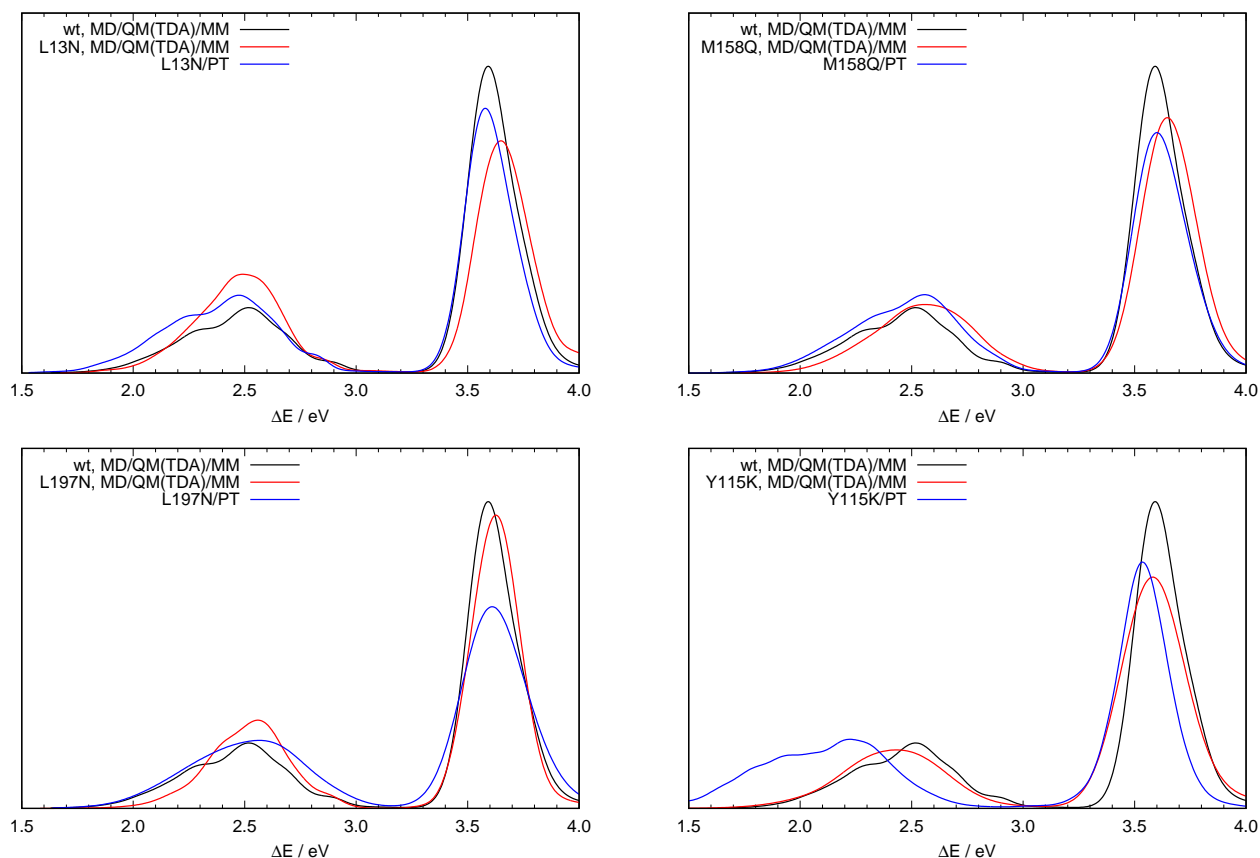 wt, MD/QM(TDA)/MM
L13N, MD/QM(TDA)/MM
L13N/PT
1.5 2.0 2.5 3.0 3.5 4.0
ΔE / eV
wt, MD/QM(TDA)/MM
M158Q, MD/QM(TDA)/MM
M158Q/PT
1.5 2.0 2.5 3.0 3.5 4.0
ΔE / eV
wt, MD/QM(TDA)/MM
L197N, MD/QM(TDA)/MM
L197N/PT
1.5 2.0 2.5 3.0 3.5 4.0
ΔE / eV
wt, MD/QM(TDA)/MM
Y115K, MD/QM(TDA)/MM
Y115K/PT
1.5 2.0 2.5 3.0 3.5 4.0
ΔE / eV